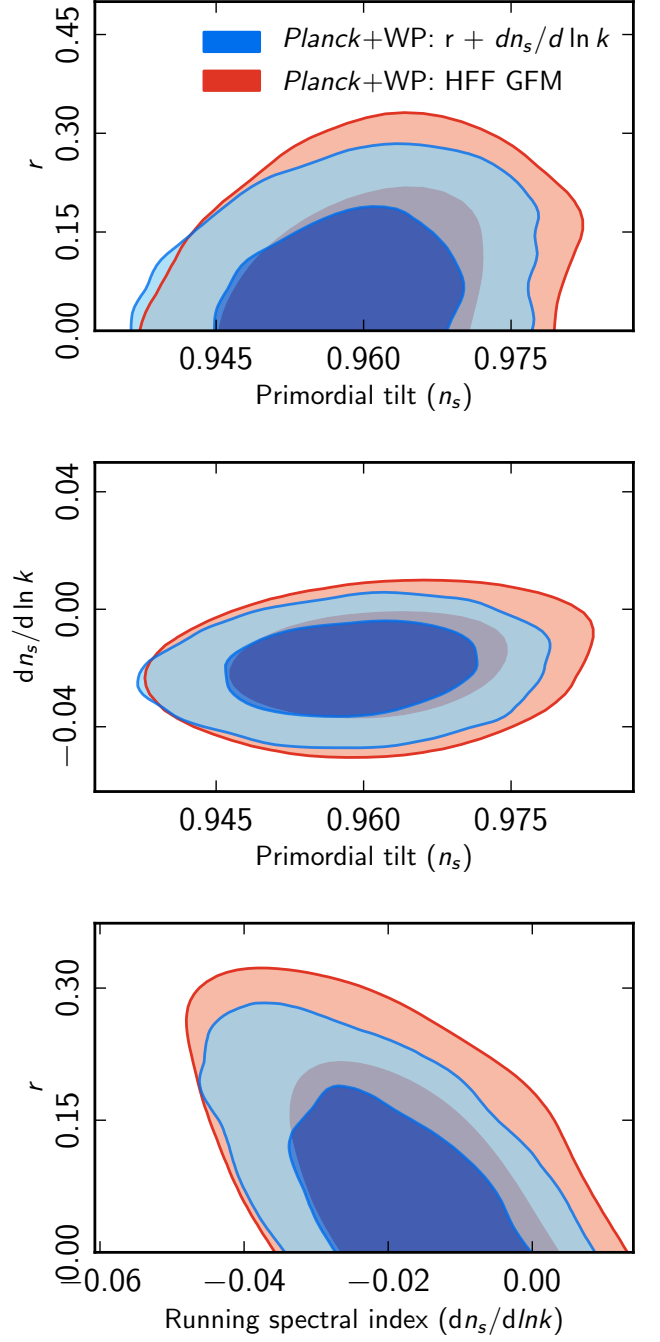 0.45
0.30
0.15
0.00
r
Planck+WP: r + dn_s/d ln k
Planck+WP: HFF GFM
0.945
0.960
0.975
Primordial tilt (n_s)
0.04
0.00
−0.04
dn_s/d ln k
0.945
0.960
0.975
Primordial tilt (n_s)
0.30
0.15
0.00
r
−0.06
−0.04
−0.02
0.00
Running spectral index (dn_s/dlnk)